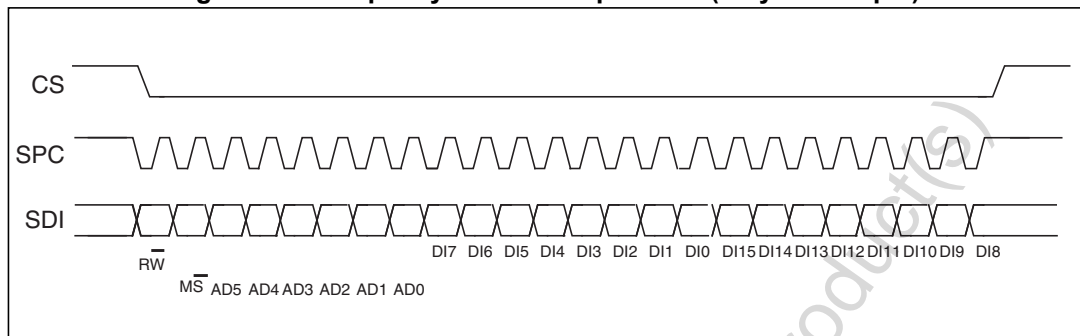 CS
SPC
SDI
RW
DI7 DI6 DI5 DI4 DI3 DI2 DI1 DI0 DI15 DI14 DI13 DI12 DI11 DI10 DI9 DI8
MS AD5 AD4 AD3 AD2 AD1 AD0